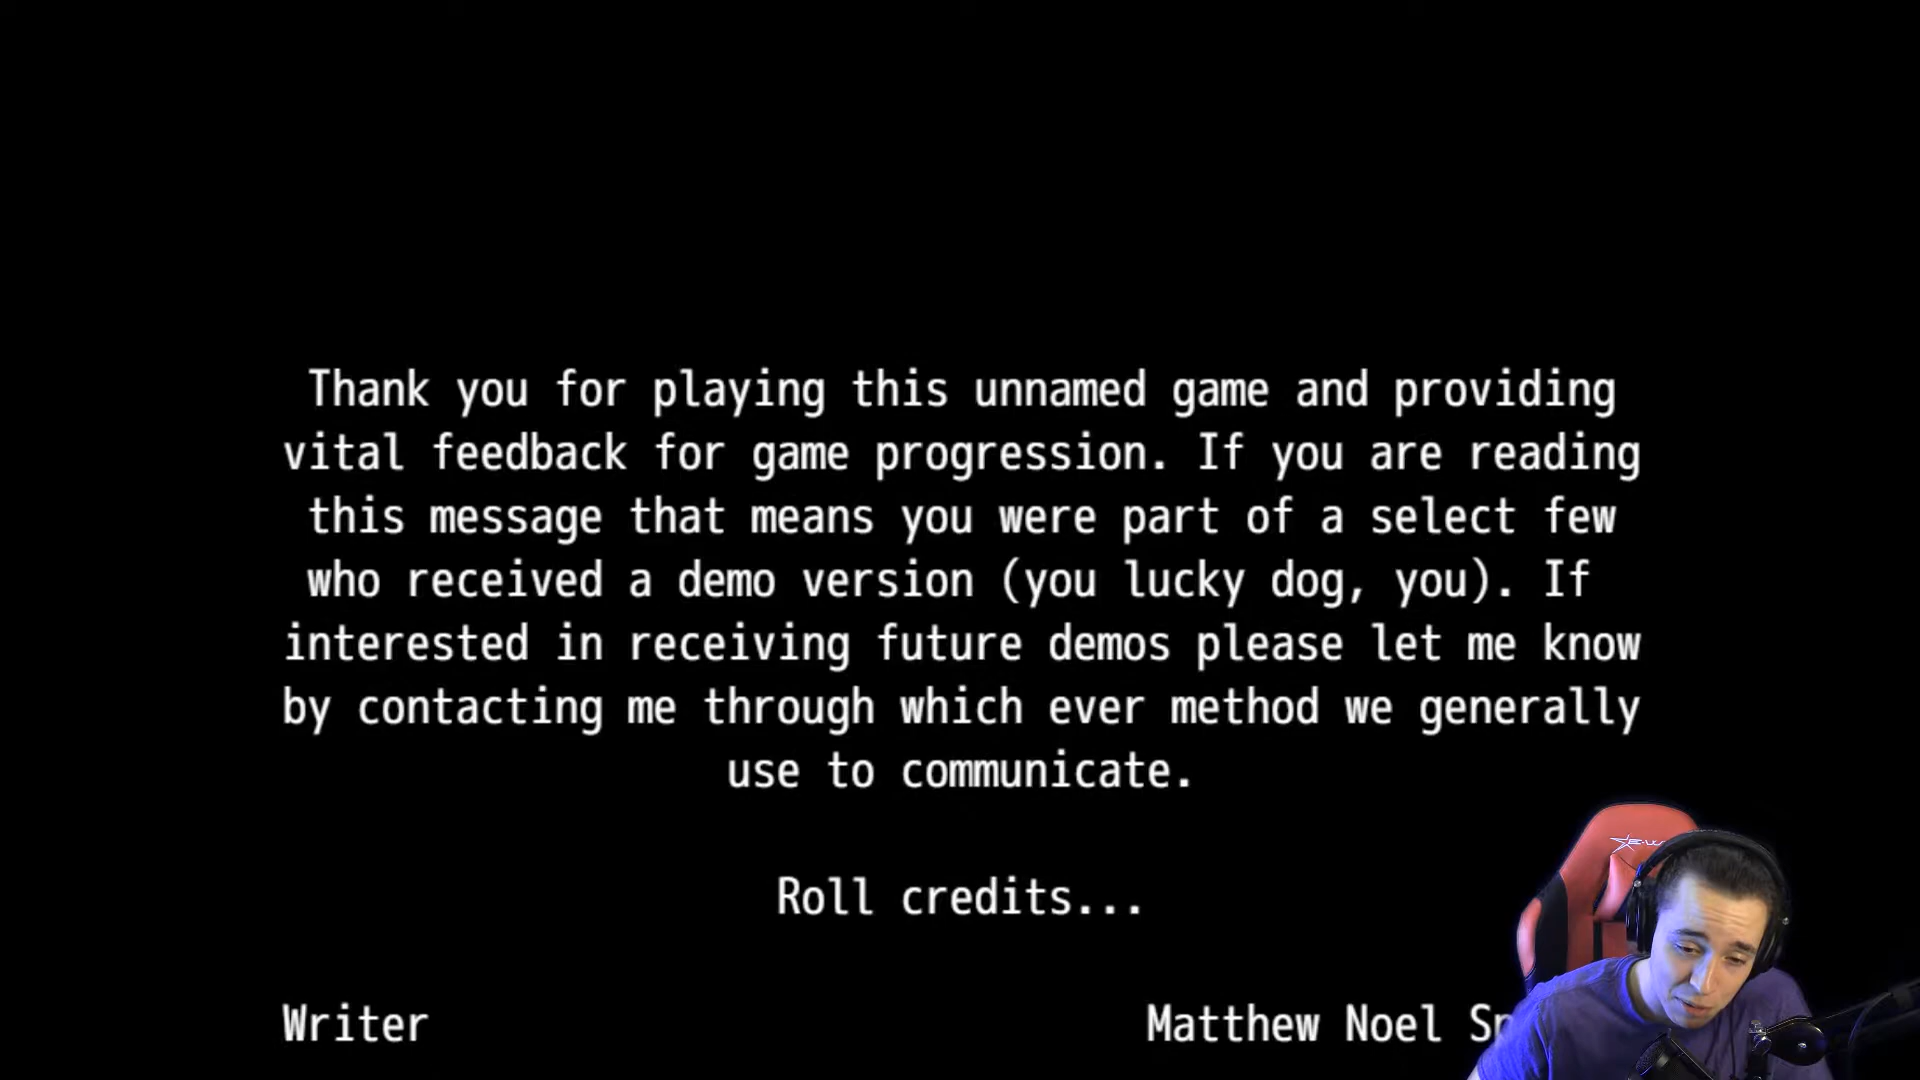 Thank you for playing this unnamed game and providing
vital feedback for game progression. If you are reading
this message that means you were part of a select few
who received a demo version (you lucky dog, you). If
interested in receiving future demos please let me know
by contacting me through which ever method we generally
use to communicate.
Roll credits...
Writer Matthew Noel